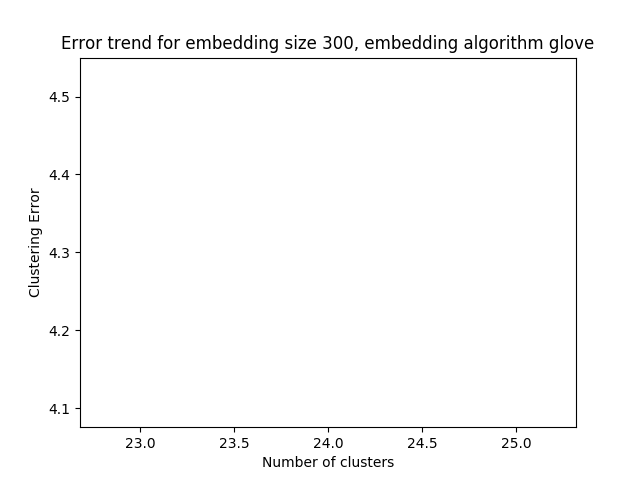 Error trend for embedding size 300, embedding algorithm glove
4.5
4.4
4.3
4.2
4.1
Clustering Error
23.0 23.5 24.0 24.5 25.0
Number of clusters